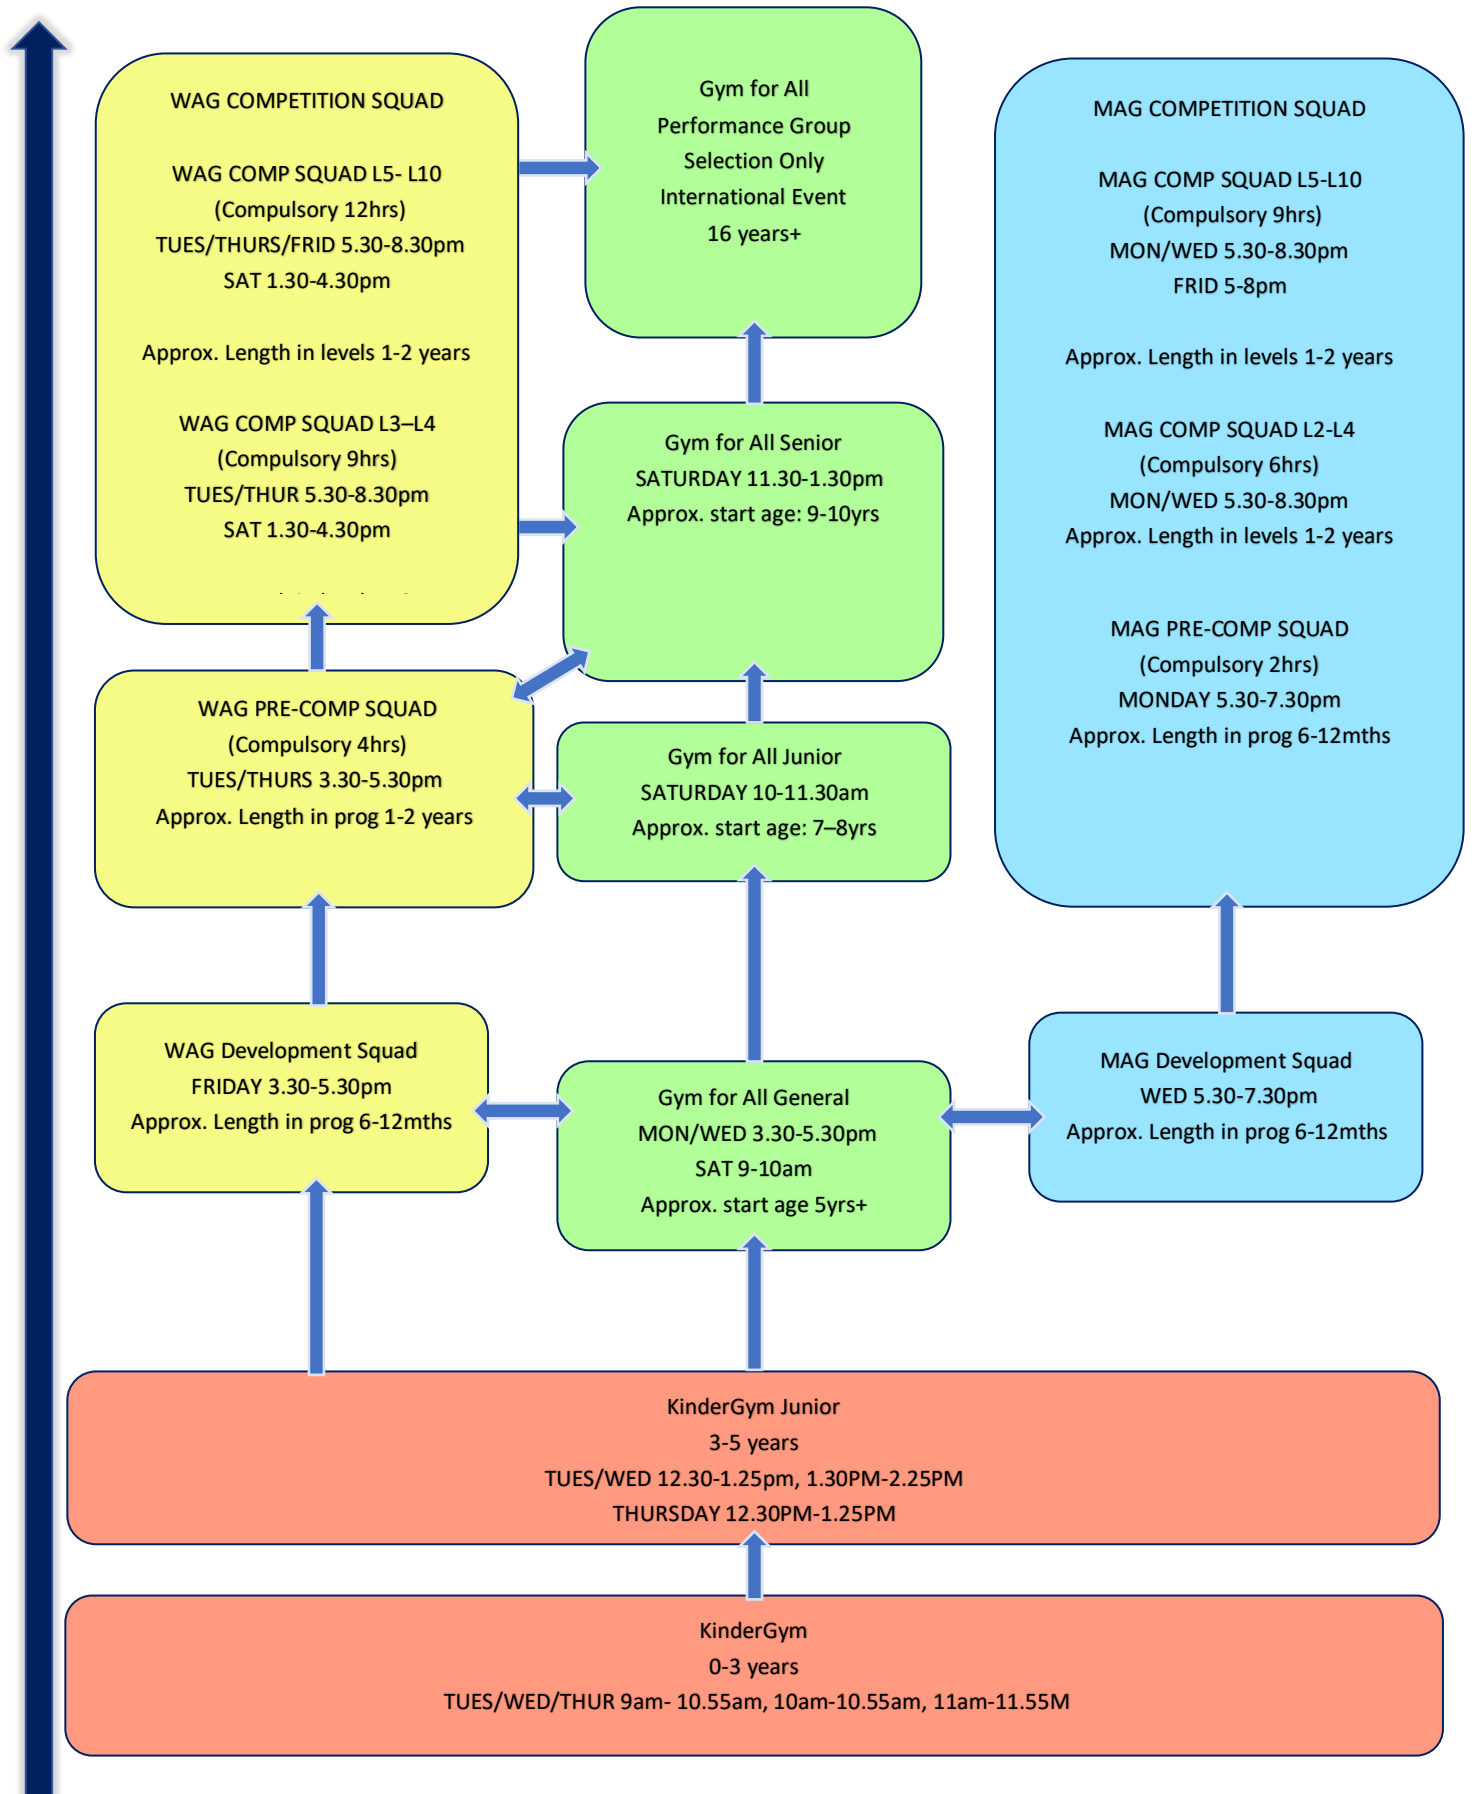 WAG COMPETITION SQUAD
WAG COMP SQUAD L5- L10
(Compulsory 12hrs)
TUES/THURS/FRID 5.30-8.30pm
SAT 1.30-4.30pm
Approx. Length in levels 1-2 years
WAG COMP SQUAD L3–L4
(Compulsory 9hrs)
TUES/THUR 5.30-8.30pm
SAT 1.30-4.30pm
Gym for All
Performance Group
Selection Only
International Event
16 years+
MAG COMPETITION SQUAD
MAG COMP SQUAD L5-L10
(Compulsory 9hrs)
MON/WED 5.30-8.30pm
FRID 5-8pm
Approx. Length in levels 1-2 years
MAG COMP SQUAD L2-L4
(Compulsory 6hrs)
MON/WED 5.30-8.30pm
Approx. Length in levels 1-2 years
MAG PRE-COMP SQUAD
(Compulsory 2hrs)
MONDAY 5.30-7.30pm
Approx. Length in prog 6-12mths
Gym for All Senior
SATURDAY 11.30-1.30pm
Approx. start age: 9-10yrs
WAG PRE-COMP SQUAD
(Compulsory 4hrs)
TUES/THURS 3.30-5.30pm
Approx. Length in prog 1-2 years
Gym for All Junior
SATURDAY 10-11.30am
Approx. start age: 7–8yrs
WAG Development Squad
FRIDAY 3.30-5.30pm
Approx. Length in prog 6-12mths
Gym for All General
MON/WED 3.30-5.30pm
SAT 9-10am
Approx. start age 5yrs+
MAG Development Squad
WED 5.30-7.30pm
Approx. Length in prog 6-12mths
KinderGym Junior
3-5 years
TUES/WED 12.30-1.25pm, 1.30PM-2.25PM
THURSDAY 12.30PM-1.25PM
KinderGym
0-3 years
TUES/WED/THUR 9am- 10.55am, 10am-10.55am, 11am-11.55M